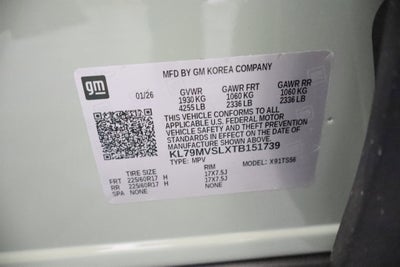 gm
MFD BY GM KOREA COMPANY
01/26 GVWR GAWR FRT GAWR RR
1930 KG 1060 KG 1060 KG
4255 LB 2336 LB 2336 LB
THIS VEHICLE CONFORMS TO ALL
APPLICABLE U.S. FEDERAL MOTOR
VEHICLE SAFETY, BUMPER, AND THEFT
PREVENTION STANDARDS IN EFFECT
ON THE DATE OF MANUFACTURE
SHOWN ABOVE.
KL79MVSLXTB151739
TYPE: MPV MODEL: X91TS56
TIRE SIZE RIM
FRT 225/60R17 H 17X7.5J
RR 225/60R17 H 17X7.5J
SPA NONE NONE